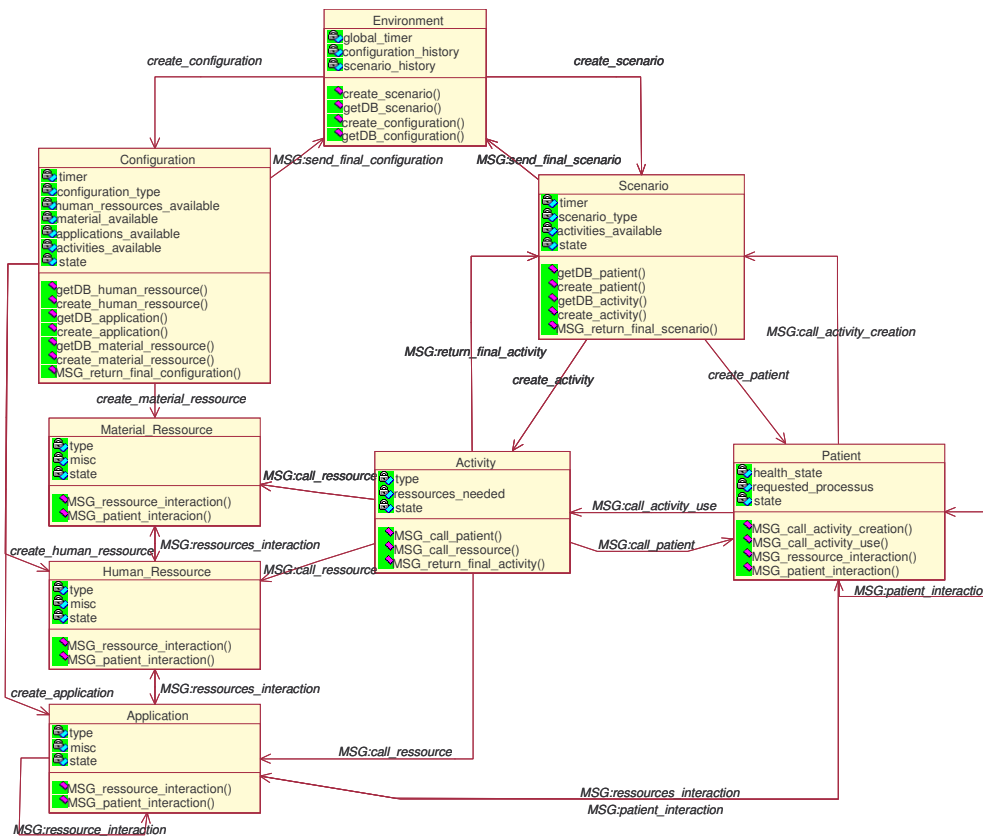 Environment
global_timer
configuration_history
scenario_history
create_scenario()
getDB_scenario()
create_configuration()
getDB_configuration()
create_configuration
create_scenario
MSG:send_final_configuration
MSG:send_final_scenario
Configuration
timer
configuration_type
human_ressources_available
material_available
applications_available
activities_available
state
getDB_human_ressource()
create_human_ressource()
getDB_application()
create_application()
getDB_material_ressource()
create_material_ressource()
MSG_return_final_configuration()
Scenario
timer
scenario_type
activities_available
state
getDB_patient()
create_patient()
getDB_activity()
create_activity()
MSG_return_final_scenario()
MSG:call_activity_creation
MSG:return_final_activity
create_activity
create_patient
create_material_ressource
Material_Ressource
type
misc
state
MSG_ressource_interaction()
MSG_patient_interacion()
MSG:call_ressource
Activity
type
ressources_needed
state
MSG_call_patient()
MSG_call_ressource()
MSG_return_final_activity()
MSG:call_activity_use
MSG:call_patient
Patient
health_state
requested_processus
state
MSG_call_activity_creation()
MSG_call_activity_use()
MSG_ressource_interaction()
MSG_patient_interaction()
MSG:patient_interactio
MSG:ressources_interaction
create_human_ressource
MSG:call_ressource
Human_Ressource
type
misc
state
MSG_ressource_interaction()
MSG_patient_interaction()
MSG:ressources_interaction
create_application
Application
type
misc
state
MSG_ressource_interaction()
MSG_patient_interaction()
MSG:call_ressource
MSG:ressources_interaction
MSG:patient_interaction
MSG:ressource_interaction